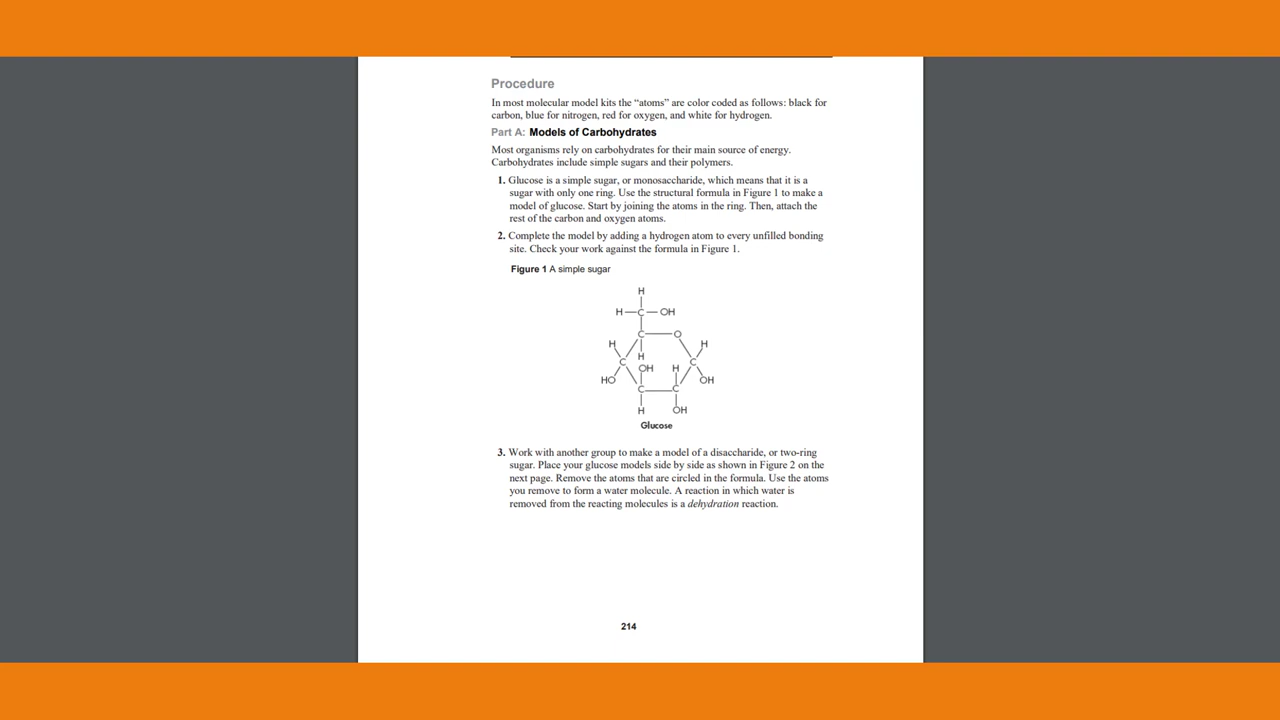 Procedure
In most molecular model kits the “atoms” are color coded as follows: black for
carbon, blue for nitrogen, red for oxygen, and white for hydrogen.
Part A: Models of Carbohydrates
Most organisms rely on carbohydrates for their main source of energy.
Carbohydrates include simple sugars and their polymers.
1. Glucose is a simple sugar, or monosaccharide, which means that it is a
sugar with only one ring. Use the structural formula in Figure 1 to make a
model of glucose. Start by joining the atoms in the ring. Then, attach the
rest of the carbon and oxygen atoms.
2. Complete the model by adding a hydrogen atom to every unfilled bonding
site. Check your work against the formula in Figure 1.
Figure 1 A simple sugar
H
H C OH
C O
H H
H
C C
OH H
HO OH
C C
H OH
Glucose
3. Work with another group to make a model of a disaccharide, or two-ring
sugar. Place your glucose models side by side as shown in Figure 2 on the
next page. Remove the atoms that are circled in the formula. Use the atoms
you remove to form a water molecule. A reaction in which water is
removed from the reacting molecules is a dehydration reaction.
214